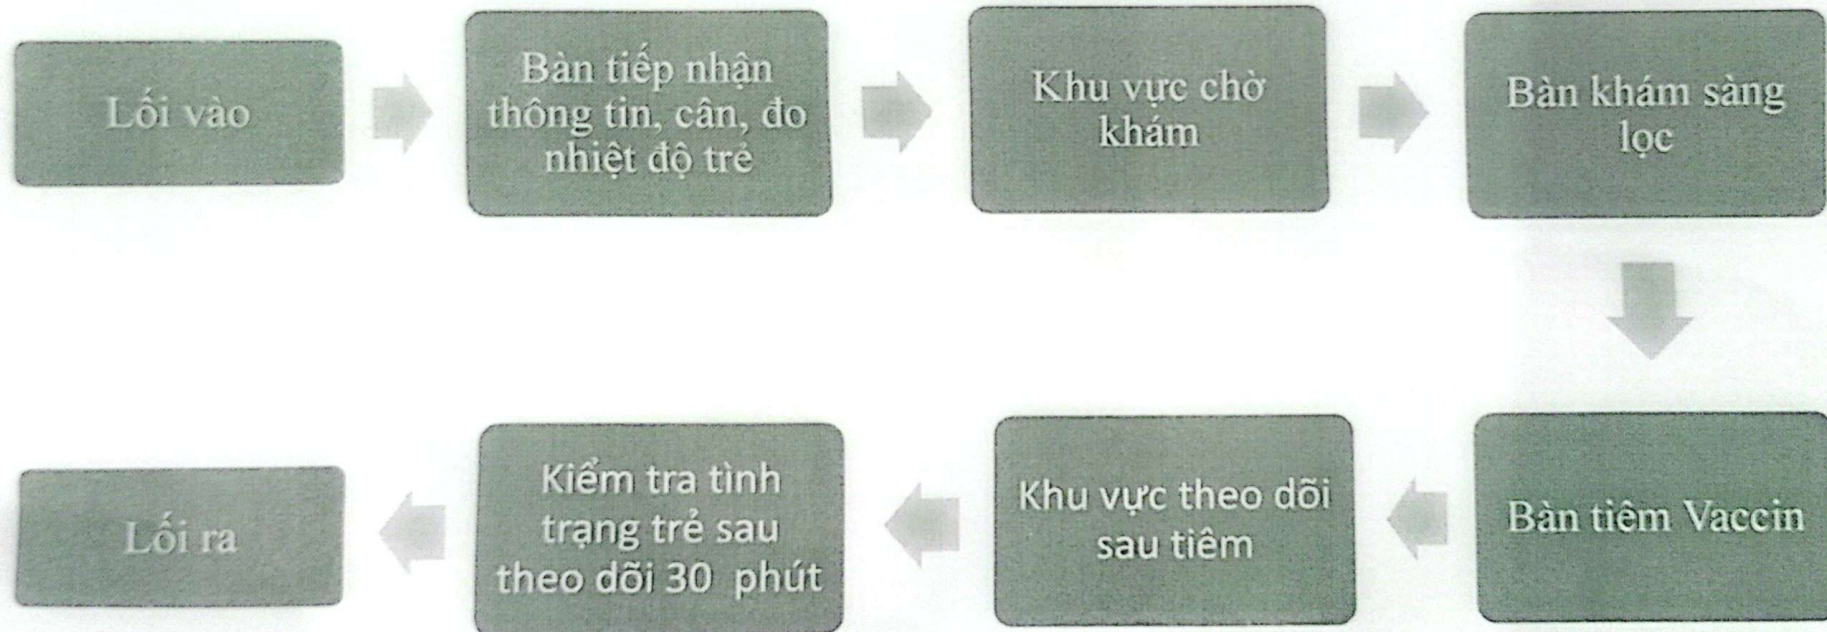 Lối vào
Bàn tiếp nhận
thông tin, cân, đo
nhiệt độ trẻ
Khu vực chờ
khám
Bàn khám sàng
lọc
Bàn tiêm Vaccin
Khu vực theo dõi
sau tiêm
Kiểm tra tình
trạng trẻ sau
theo dõi 30 phút
Lối ra